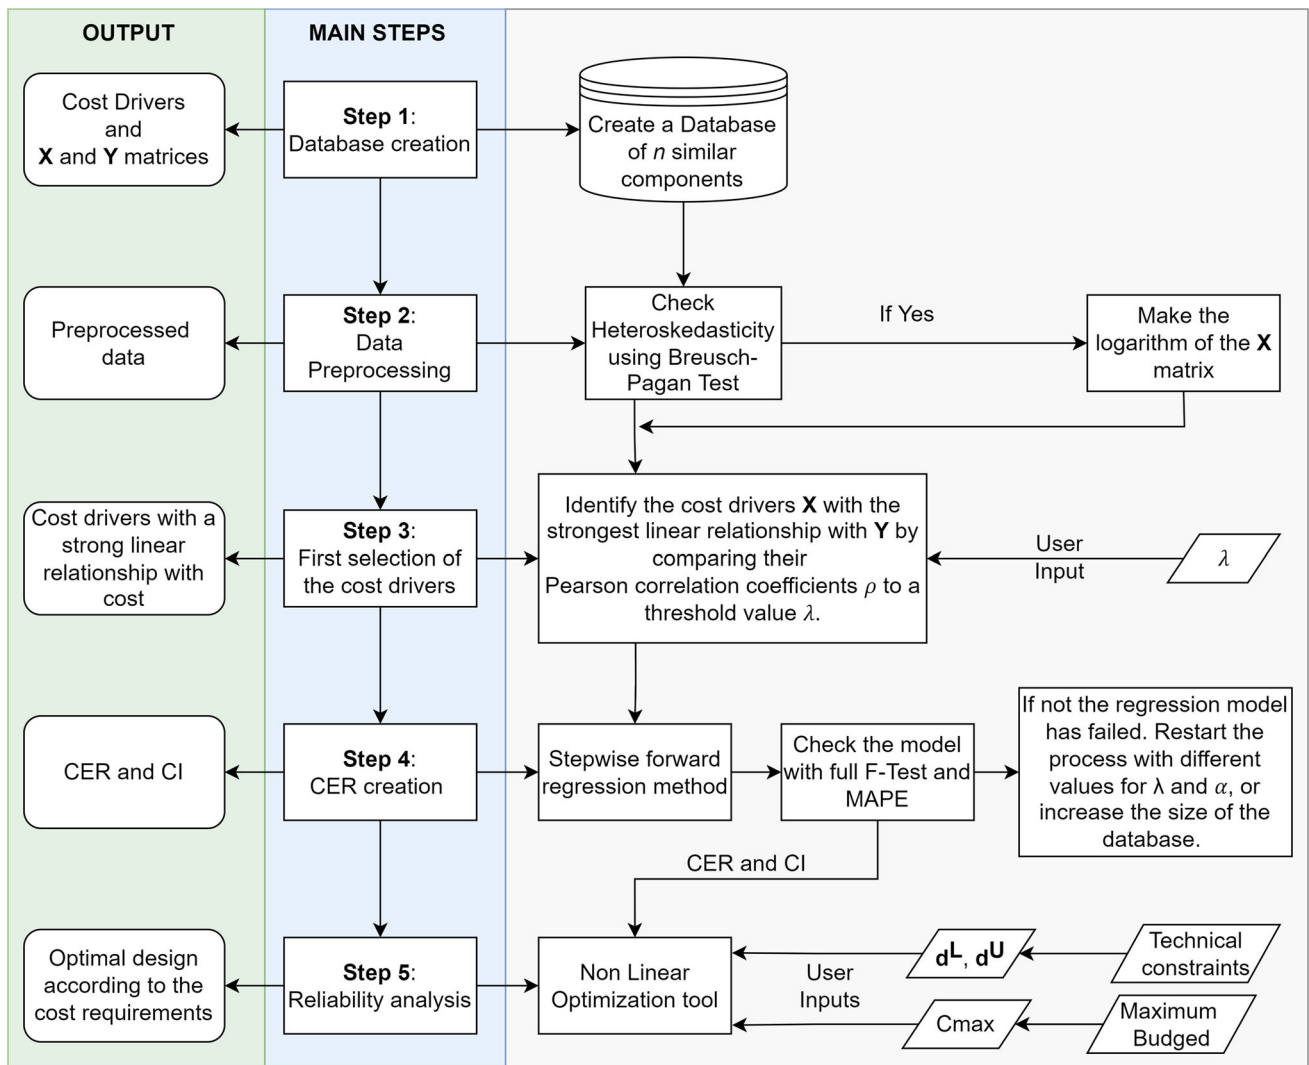 OUTPUT
MAIN STEPS
Cost Drivers
and
X and Y matrices
Step 1:
Database creation
Create a Database
of n similar
components
Preprocessed
data
Step 2:
Data
Preprocessing
Check
Heteroskedasticity
using Breusch-
Pagan Test
If Yes
Make the
logarithm of the X
matrix
Cost drivers with a
strong linear
relationship with
cost
Step 3:
First selection of
the cost drivers
Identify the cost drivers X with the
strongest linear relationship with Y by
comparing their
Pearson correlation coefficients ρ to a
threshold value λ.
User
Input
λ
CER and CI
Step 4:
CER creation
Stepwise forward
regression method
Check the model
with full F-Test and
MAPE
If not the regression model
has failed. Restart the
process with different
values for λ and α, or
increase the size of the
database.
CER and CI
Optimal design
according to the
cost requirements
Step 5:
Reliability analysis
Non Linear
Optimization tool
User
Inputs
d^L, d^U
Technical
constraints
Cmax
Maximum
Budged